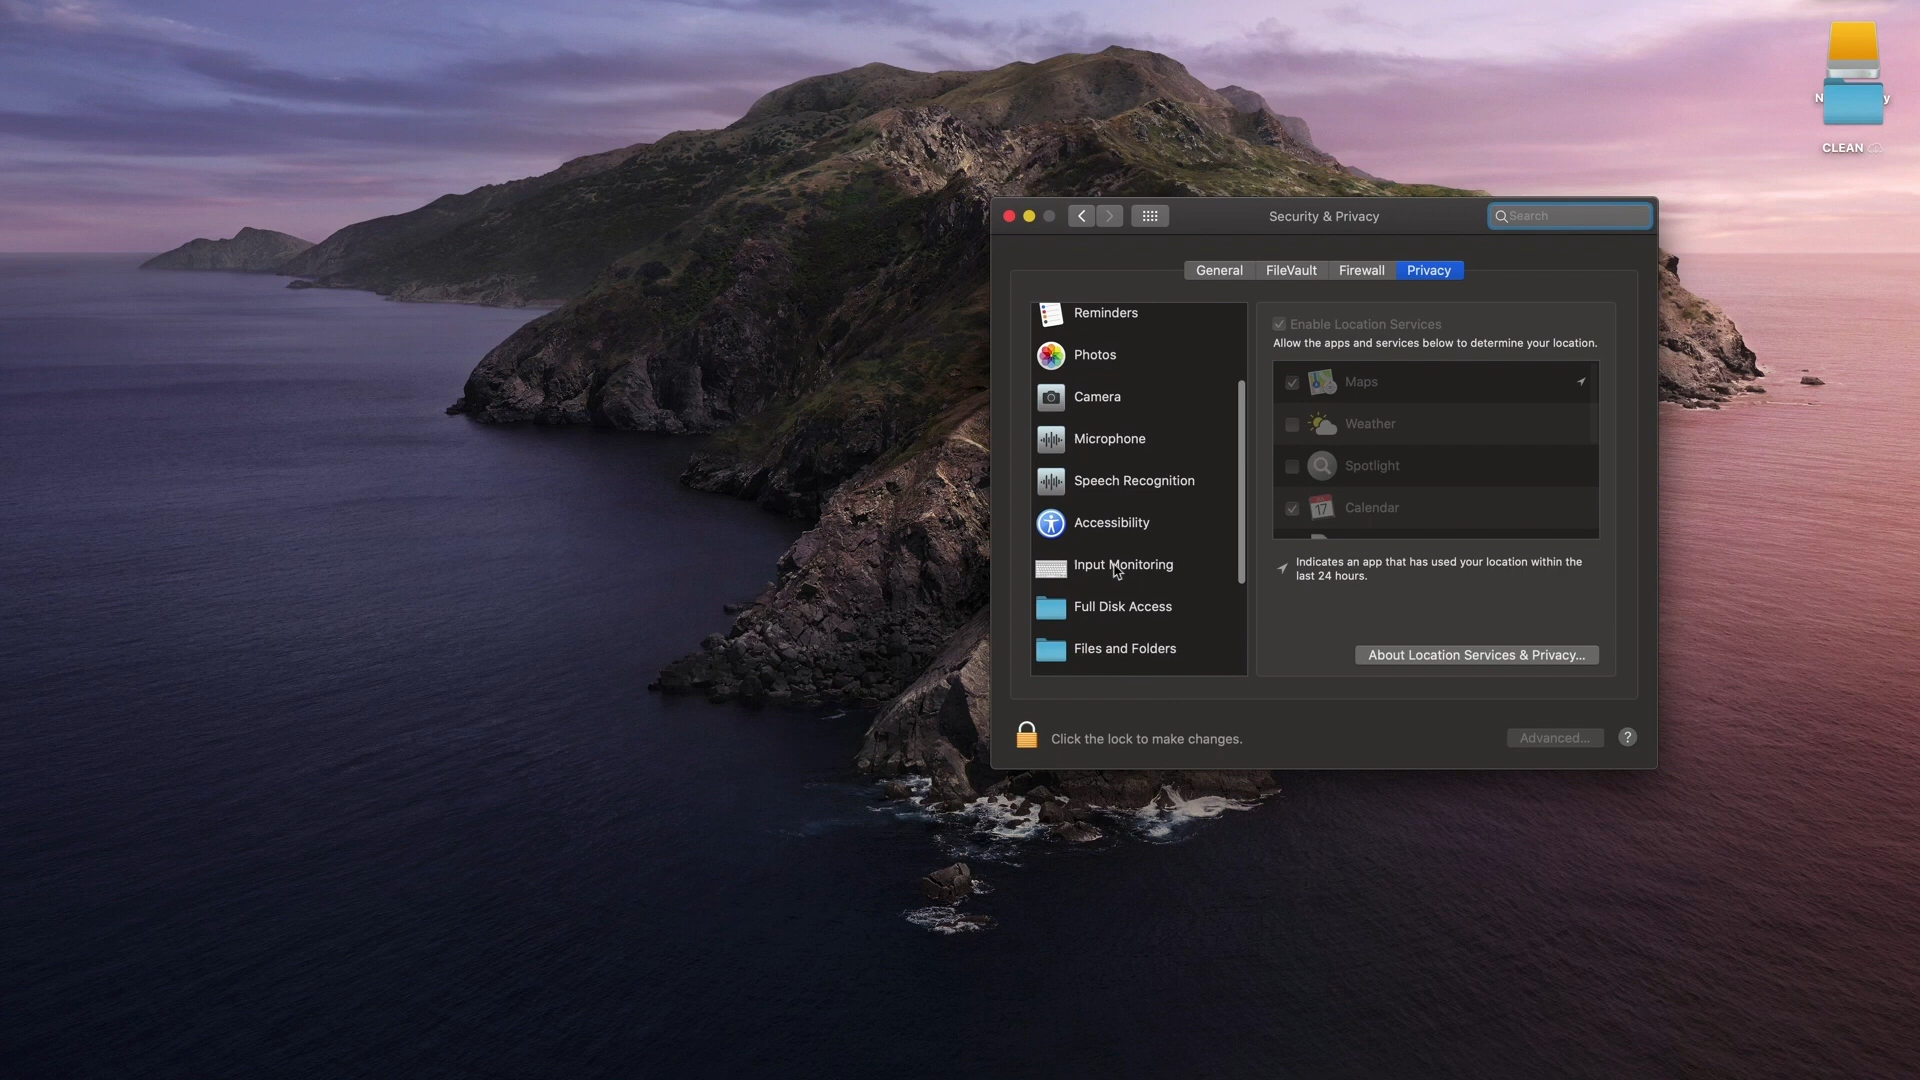 CLEAN
Security & Privacy
Search
General
FileVault
Firewall
Privacy
Reminders
Photos
Camera
Microphone
Speech Recognition
Accessibility
Input Monitoring
Full Disk Access
Files and Folders
Enable Location Services
Allow the apps and services below to determine your location.
Maps
Weather
Spotlight
17
Calendar
Indicates an app that has used your location within the
last 24 hours.
About Location Services & Privacy...
Click the lock to make changes.
Advanced...
?